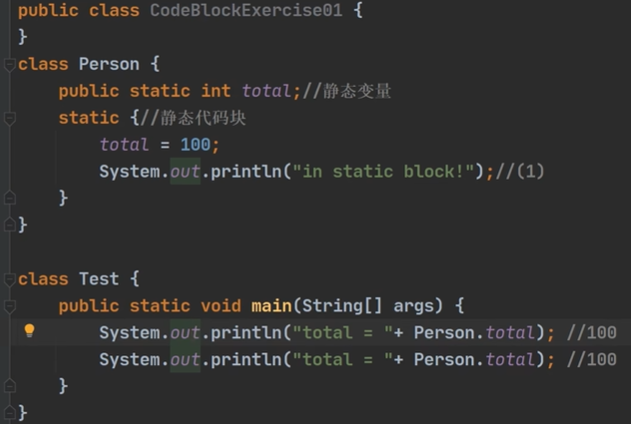 public class CodeBlockExercise01 {
}
class Person {
    public static int total;//静态变量
    static {//静态代码块
        total = 100;
        System.out.println("in static block!");//(1)
    }
}

class Test {
    public static void main(String[] args) {
        System.out.println("total = "+ Person.total); //100
        System.out.println("total = "+ Person.total); //100
    }
}